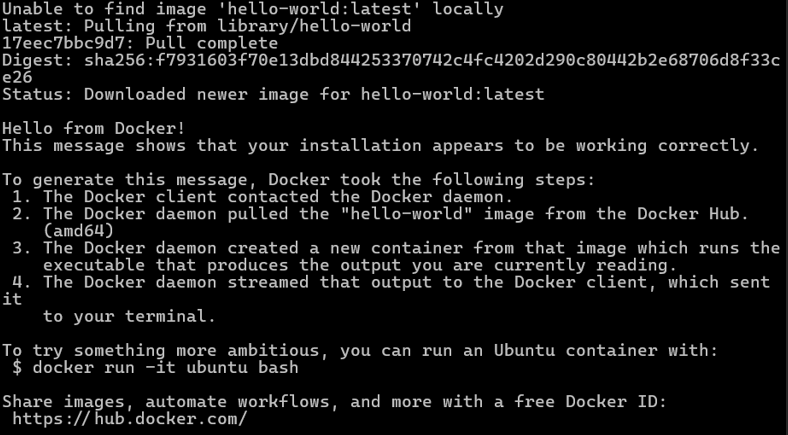 Unable to find image 'hello-world:latest' locally
latest: Pulling from library/hello-world
17eec7bbc9d7: Pull complete
Digest: sha256:f7931603f70e13dbd844253370742c4fc4202d290c80442b2e68706d8f33c
e26
Status: Downloaded newer image for hello-world:latest

Hello from Docker!
This message shows that your installation appears to be working correctly.

To generate this message, Docker took the following steps:
 1. The Docker client contacted the Docker daemon.
 2. The Docker daemon pulled the "hello-world" image from the Docker Hub.
    (amd64)
 3. The Docker daemon created a new container from that image which runs the
    executable that produces the output you are currently reading.
 4. The Docker daemon streamed that output to the Docker client, which sent
it
    to your terminal.

To try something more ambitious, you can run an Ubuntu container with:
 $ docker run -it ubuntu bash

Share images, automate workflows, and more with a free Docker ID:
 https://hub.docker.com/